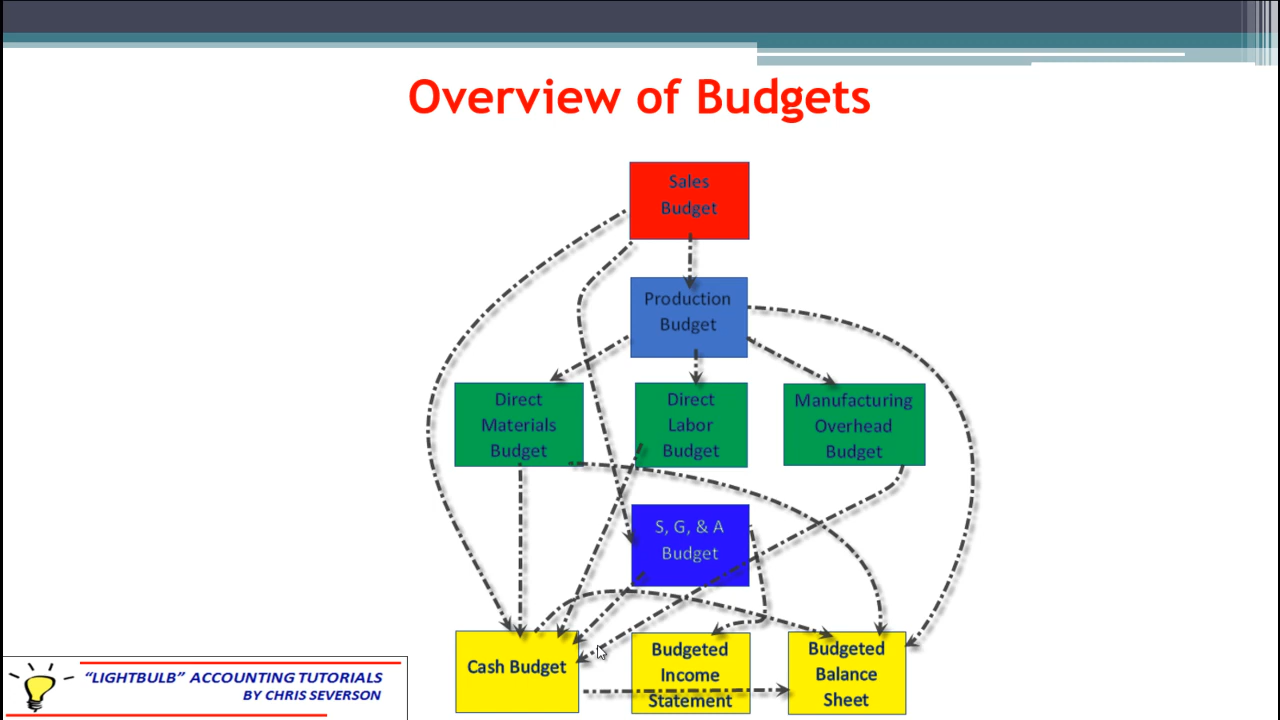 Overview of Budgets
Sales
Budget
Production
Budget
Direct
Materials
Budget
Direct
Labor
Budget
Manufacturing
Overhead
Budget
S, G, & A
Budget
Cash Budget
Budgeted
Income
Statement
Budgeted
Balance
Sheet
“LIGHTBULB” ACCOUNTING TUTORIALS
BY CHRIS SEVERSON